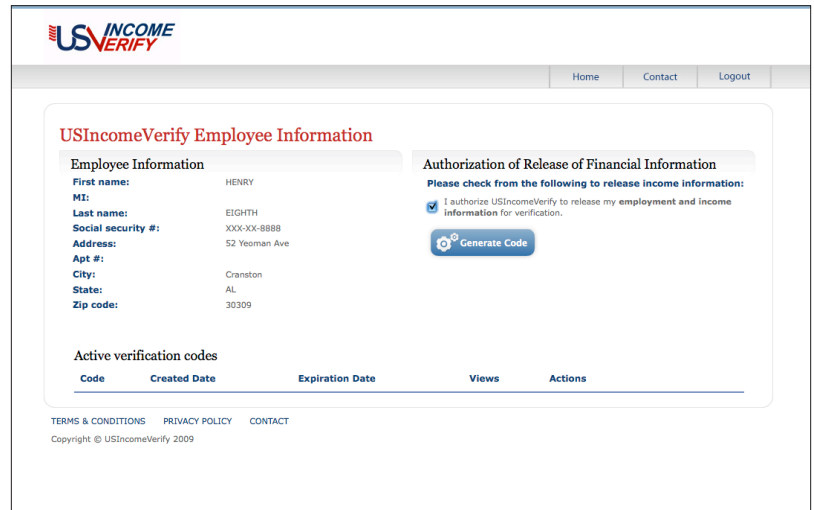 US INCOME
VERIFY
Home Contact Logout
USIncomeVerify Employee Information
Employee Information
First name: HENRY
MI:
Last name: EIGHTH
Social security #: XXX-XX-8888
Address: 52 Yeoman Ave
Apt #:
City: Cranston
State: AL
Zip code: 30309
Authorization of Release of Financial Information
Please check from the following to release income information:
I authorize USIncomeVerify to release my employment and income
information for verification.
Generate Code
Active verification codes
Code Created Date Expiration Date Views Actions
TERMS & CONDITIONS PRIVACY POLICY CONTACT
Copyright © USIncomeVerify 2009